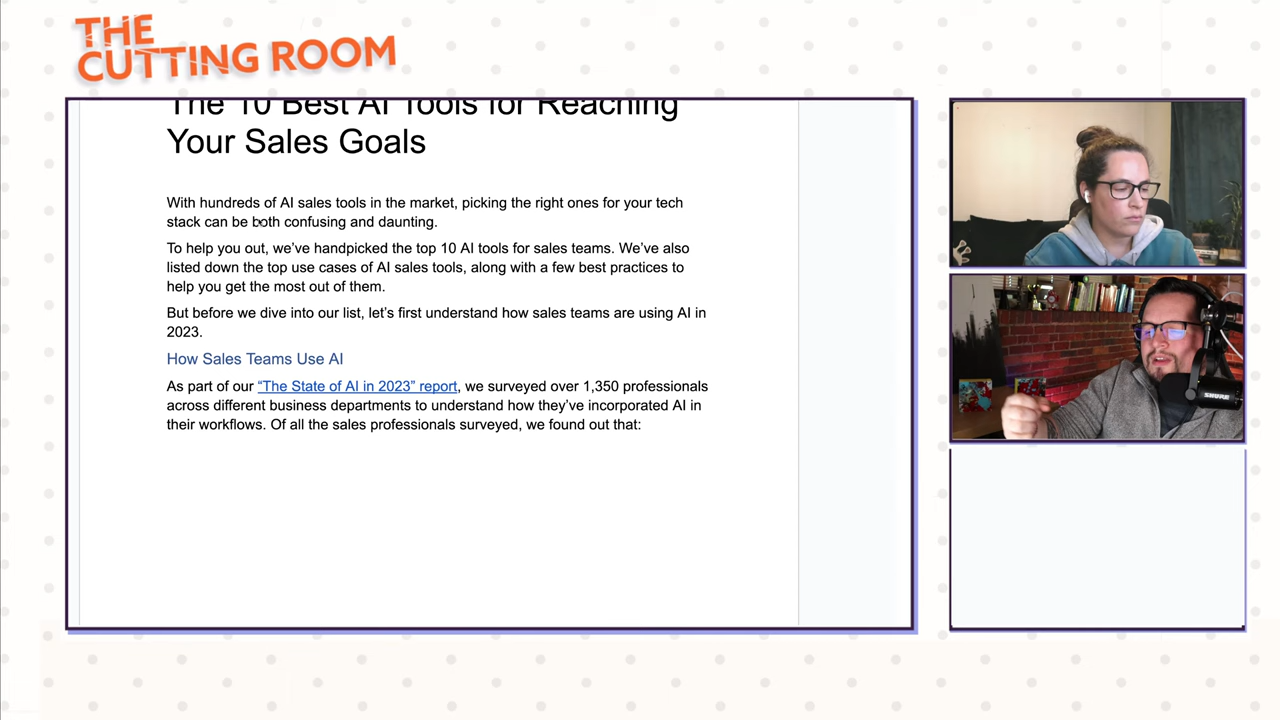 THE
CUTTING ROOM
The 10 Best AI Tools for Reaching
Your Sales Goals
With hundreds of AI sales tools in the market, picking the right ones for your tech
stack can be both confusing and daunting.
To help you out, we’ve handpicked the top 10 AI tools for sales teams. We’ve also
listed down the top use cases of AI sales tools, along with a few best practices to
help you get the most out of them.
But before we dive into our list, let’s first understand how sales teams are using AI in
2023.
How Sales Teams Use AI
As part of our “The State of AI in 2023” report, we surveyed over 1,350 professionals
across different business departments to understand how they’ve incorporated AI in
their workflows. Of all the sales professionals surveyed, we found out that:
SHURE